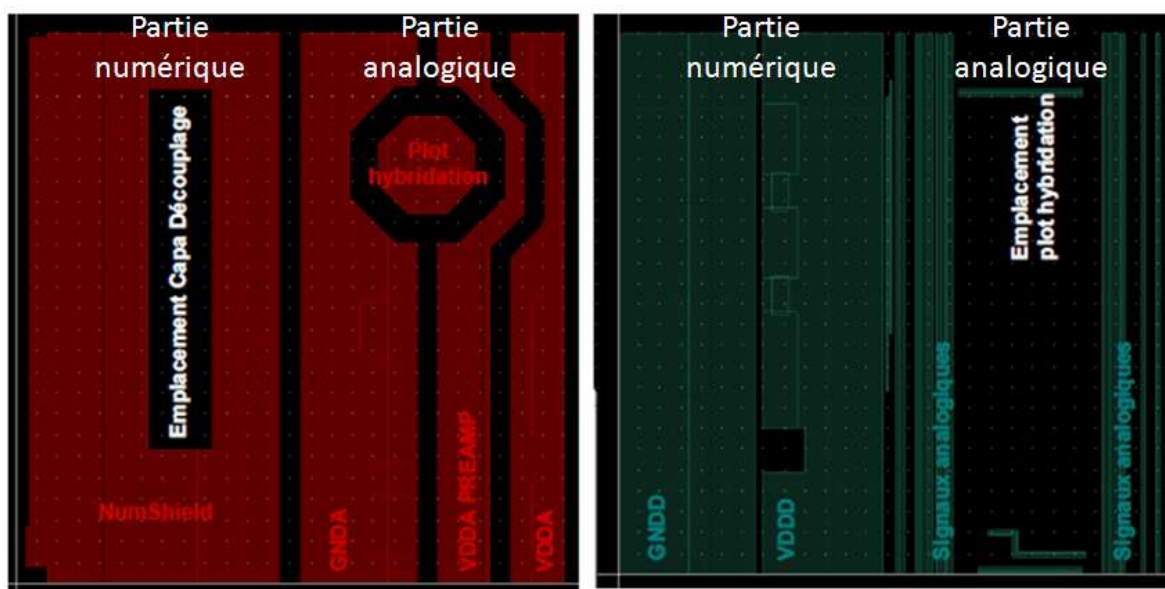 Partie
numérique
Partie
analogique
Emplacement Capa Découplage
Plot
hybridation
NumShield
GNDA
VDDA PREAMP
VDDA
Partie
numérique
Partie
analogique
Emplacement
plot hybridation
GNDD
VDDD
Signaux analogiques
Signaux analogiques